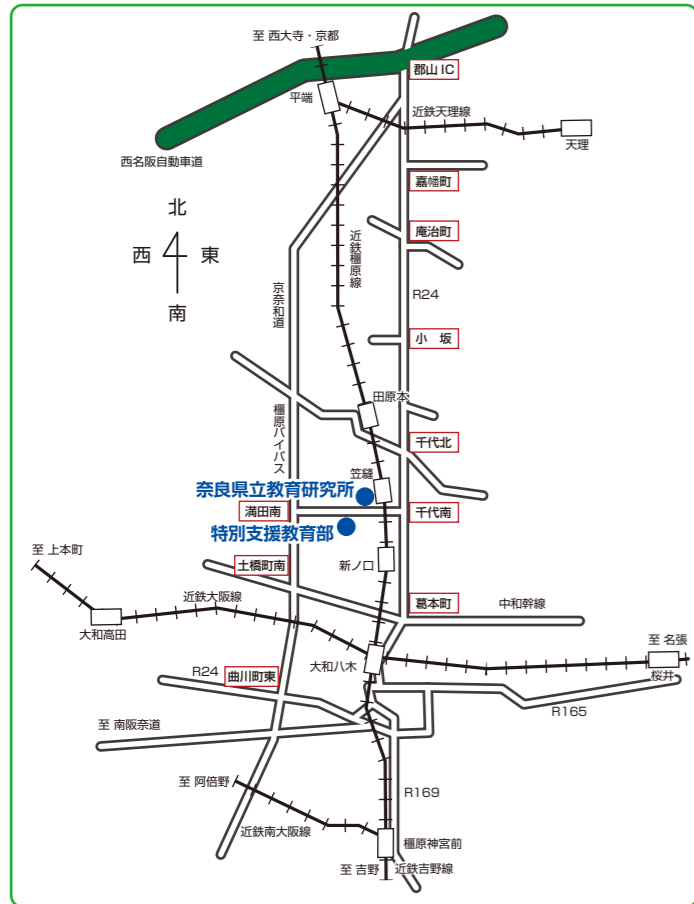 至 西大寺・京都
郡山 IC
平端
近鉄天理線
天理
西名阪自動車道
嘉幡町
北
西 東
南
庵治町
近鉄橿原線
京奈和道
R24
小 坂
田原本
橿原バイパス
千代北
笠縫
奈良県立教育研究所
満田南
千代南
特別支援教育部
至 上本町
土橋町南
新ノ口
近鉄大阪線
葛本町
中和幹線
大和高田
至 名張
大和八木
桜井
R24
曲川町東
R165
至 南阪奈道
至 阿倍野
R169
近鉄南大阪線
橿原神宮前
至 吉野
近鉄吉野線